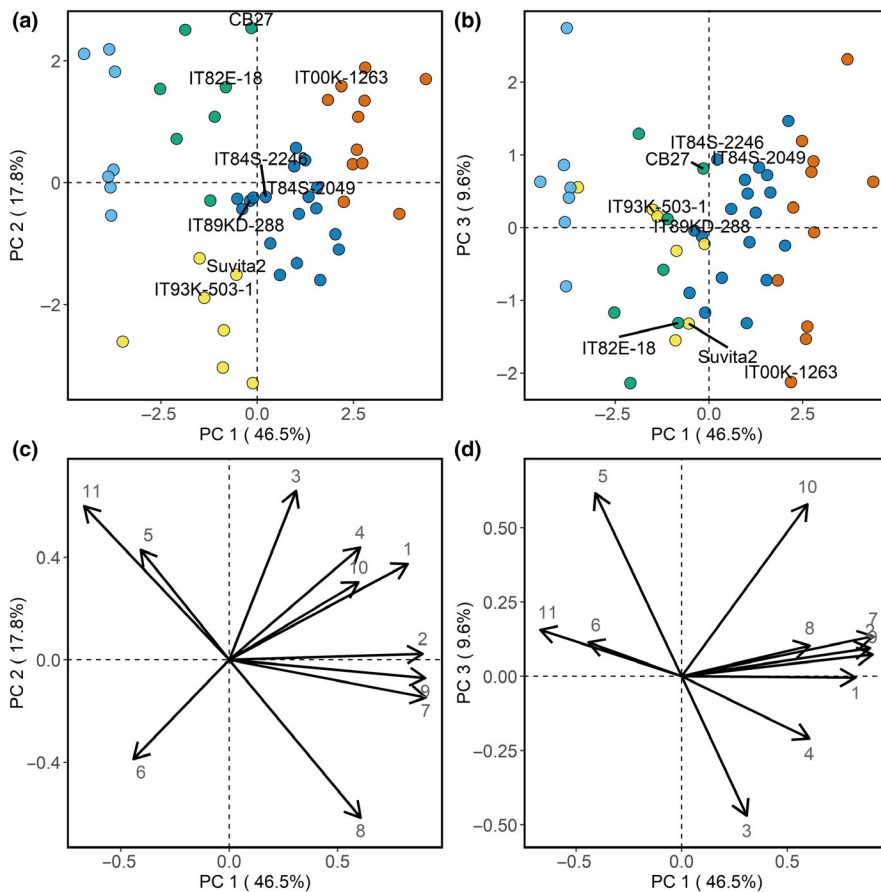 (a)
CB27
IT82E-18
IT00K-1263
IT84S-2246
IT84S-2049
IT89KD-288
Suvita2
IT93K-503-1
2
0
−2
PC 2 ( 17.8%)
−2.5
0.0
2.5
PC 1 ( 46.5%)
(b)
IT84S-2246
CB27
IT84S-2049
IT93K-503-1
IT89KD-288
IT82E-18
Suvita2
IT00K-1263
2
1
0
−1
−2
PC 3 ( 9.6%)
−2.5
0.0
2.5
PC 1 ( 46.5%)
(c)
11
5
3
4
10
1
2
9
7
6
8
0.4
0.0
−0.4
PC 2 ( 17.8%)
−0.5
0.0
0.5
PC 1 ( 46.5%)
(d)
5
10
11
6
8
7
2
9
1
4
3
0.50
0.25
0.00
−0.25
−0.50
PC 3 ( 9.6%)
−0.5
0.0
0.5
PC 1 ( 46.5%)